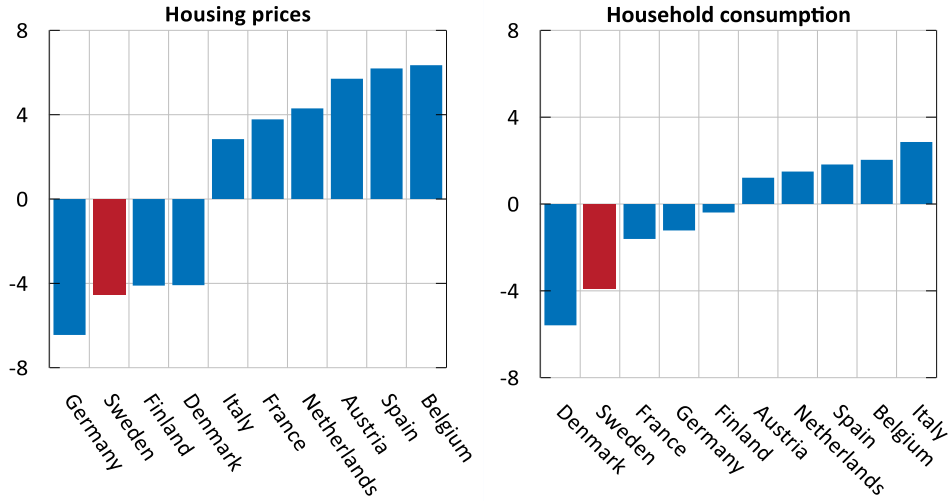 Housing prices
8
4
0
-4
-8
Germany
Sweden
Finland
Denmark
Italy
France
Netherlands
Austria
Spain
Belgium
Household consumption
8
4
0
-4
-8
Denmark
Sweden
France
Germany
Finland
Austria
Netherlands
Spain
Belgium
Italy